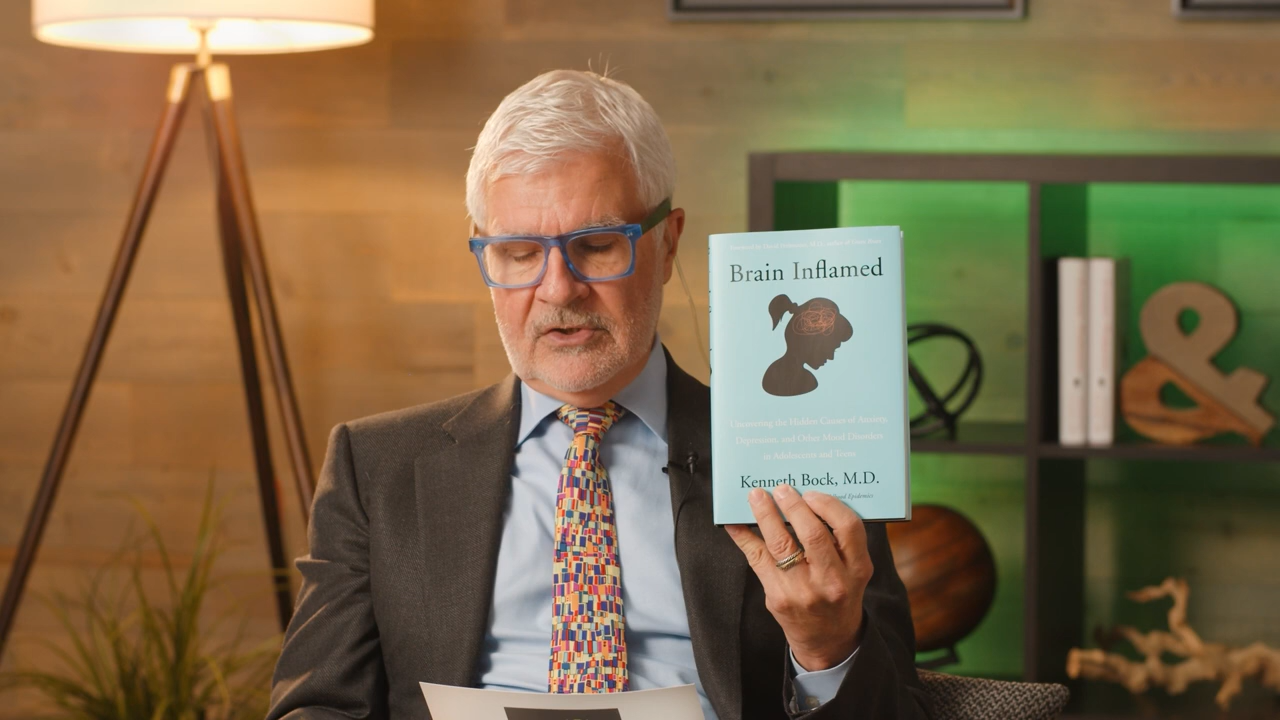 Brain Inflamed
Uncovering the Hidden Causes of Anxiety,
Depression, and Other Mood Disorders
in Adolescents and Teens
Kenneth Bock, M.D.
Epidemics